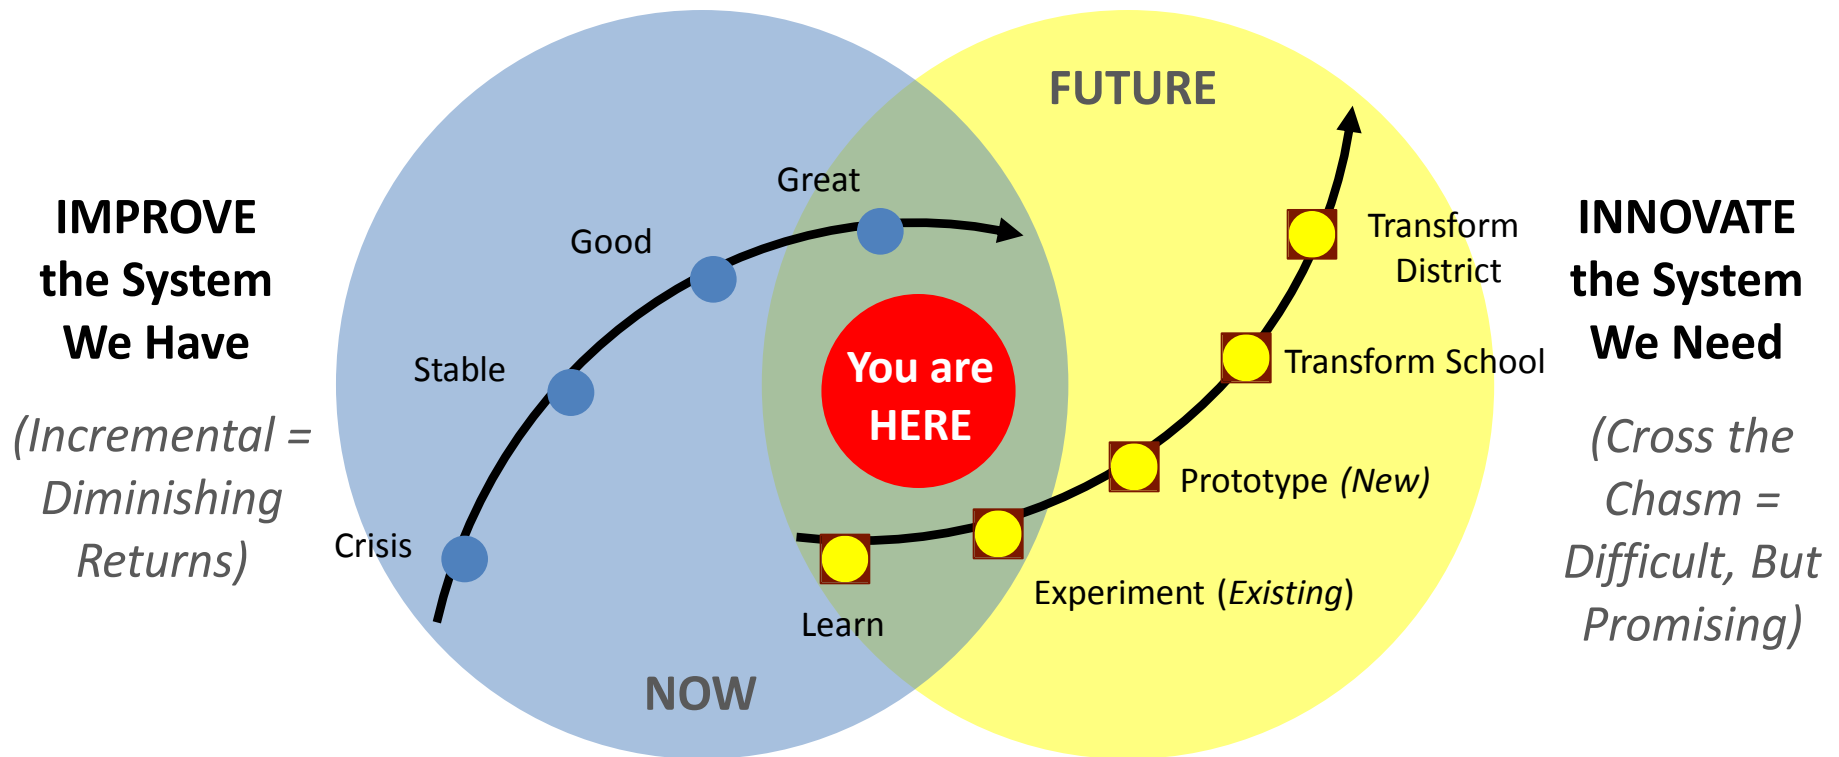 IMPROVE
the System
We Have
(Incremental =
Diminishing
Returns)
NOW
Crisis
Stable
Good
Great
You are
HERE
FUTURE
Learn
Experiment (Existing)
Prototype (New)
Transform School
Transform
District
INNOVATE
the System
We Need
(Cross the
Chasm =
Difficult, But
Promising)